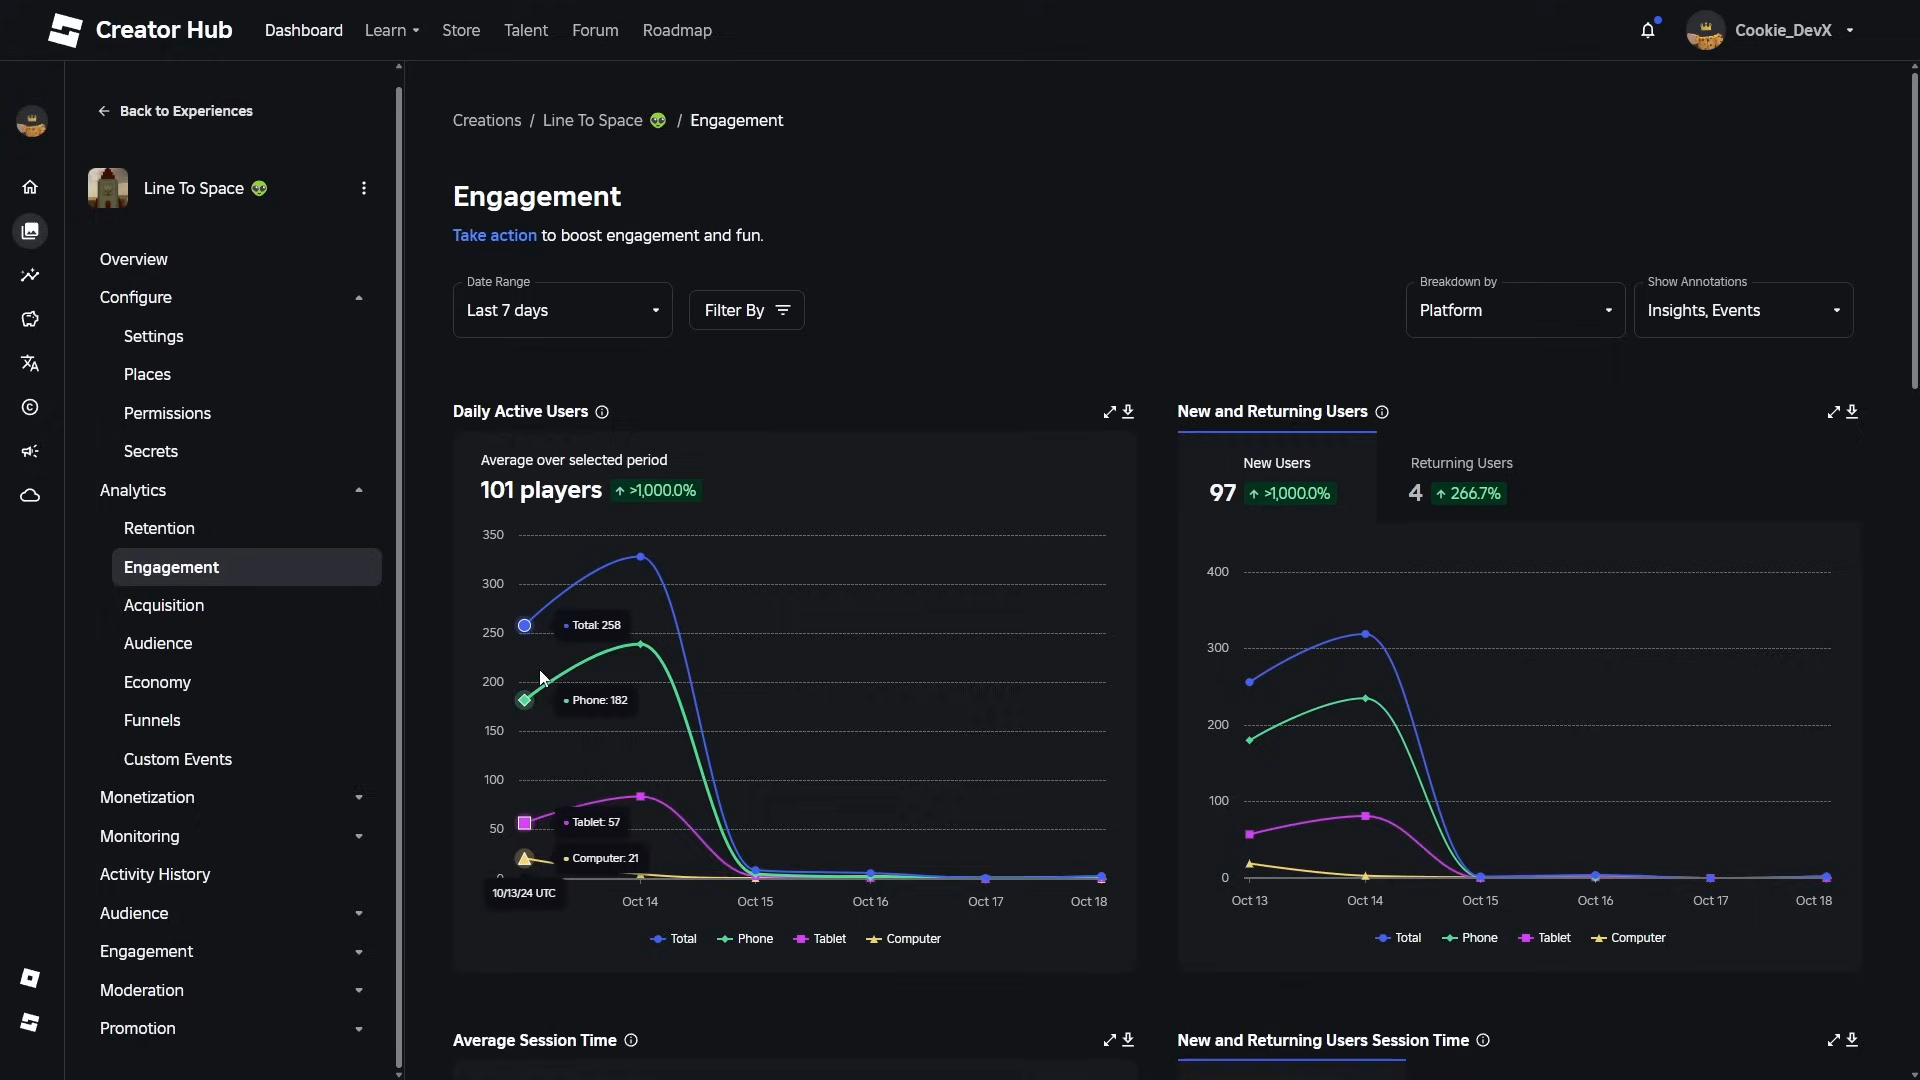 Creator Hub
Dashboard
Learn
Store
Talent
Forum
Roadmap
Cookie_DevX
Back to Experiences
Line To Space
Overview
Configure
Settings
Places
Permissions
Secrets
Analytics
Retention
Engagement
Acquisition
Audience
Economy
Funnels
Custom Events
Monetization
Monitoring
Activity History
Audience
Engagement
Moderation
Promotion
Creations / Line To Space 👽 / Engagement
Engagement
Take action to boost engagement and fun.
Date Range
Last 7 days
Filter By
Breakdown by
Platform
Show Annotations
Insights, Events
Daily Active Users
Average over selected period
101 players ↑ >1,000.0%
350
300
250
200
150
100
50
Total: 258
Phone: 182
Tablet: 57
Computer: 21
10/13/24 UTC
Oct 14
Oct 15
Oct 16
Oct 17
Oct 18
Total
Phone
Tablet
Computer
New and Returning Users
New Users
97 ↑ >1,000.0%
Returning Users
4 ↑ 266.7%
400
300
200
100
0
Oct 13
Oct 14
Oct 15
Oct 16
Oct 17
Oct 18
Total
Phone
Tablet
Computer
Average Session Time
New and Returning Users Session Time